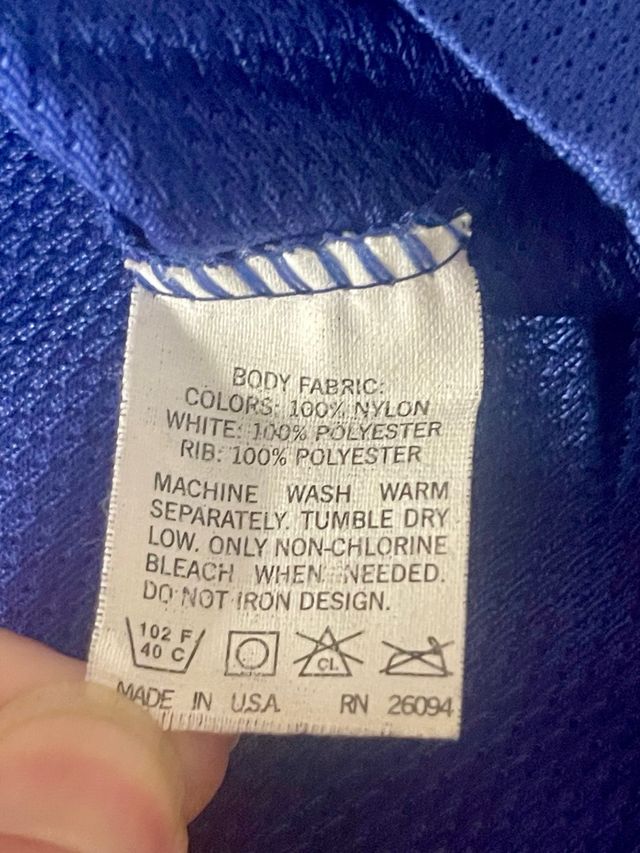 BODY FABRIC:
COLORS: 100% NYLON
WHITE: 100% POLYESTER
RIB: 100% POLYESTER
MACHINE WASH WARM
SEPARATELY. TUMBLE DRY
LOW. ONLY NON-CHLORINE
BLEACH WHEN NEEDED.
DO NOT IRON DESIGN.
102 F
40 C
CL
MADE IN U.S.A. RN 26094